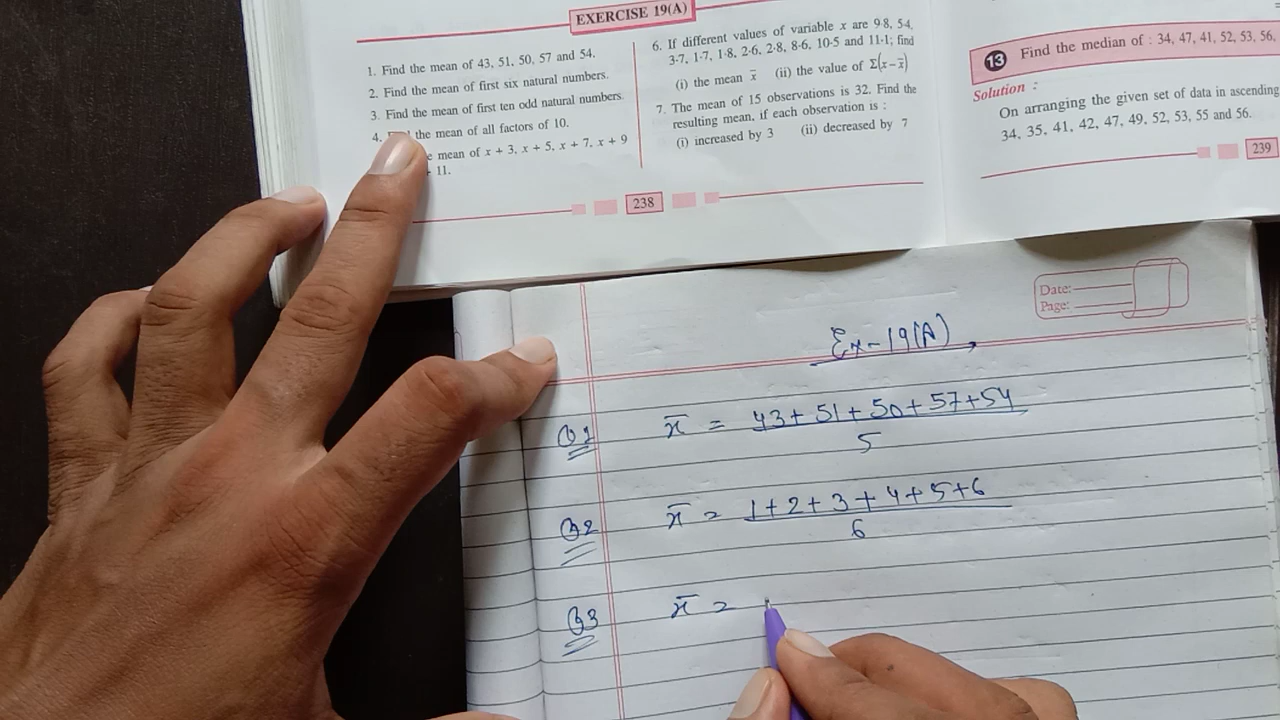 EXERCISE 19(A)
1. Find the mean of 43, 51, 50, 57 and 54.
2. Find the mean of first six natural numbers.
3. Find the mean of first ten odd natural numbers.
4. the mean of all factors of 10.
mean of x + 3, x + 5, x + 7, x + 9
+ 11.
6. If different values of variable x are 9·8, 5·4,
3·7, 1·7, 1·8, 2·6, 2·8, 8·6, 10·5 and 11·1; find
(i) the mean x̄ (ii) the value of Σ(x–x̄)
7. The mean of 15 observations is 32. Find the
resulting mean, if each observation is :
(i) increased by 3 (ii) decreased by 7
238
13 Find the median of : 34, 47, 41, 52, 53, 56,
Solution :
On arranging the given set of data in ascending
34, 35, 41, 42, 47, 49, 52, 53, 55 and 56.
239
Date:
Page:
Ex-19(A)
Q1 x̄ = 43+51+50+57+54
5
Q2 x̄ = 1+2+3+4+5+6
6
Q3 x̄ =